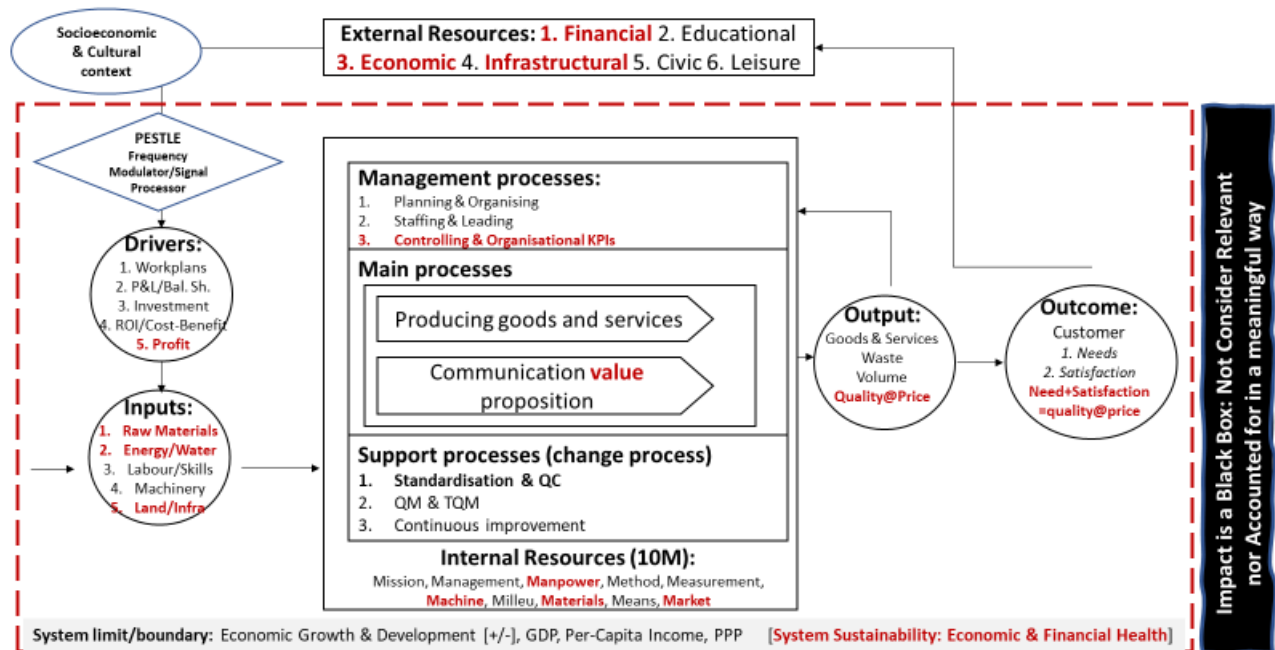 Socioeconomic
& Cultural
context
External Resources: 1. Financial 2. Educational
3. Economic 4. Infrastructural 5. Civic 6. Leisure
PESTLE
Frequency
Modulator/Signal
Processor
Drivers:
1. Workplans
2. P&L/Bal. Sh.
3. Investment
4. ROI/Cost-Benefit
5. Profit
Inputs:
1. Raw Materials
2. Energy/Water
3. Labour/Skills
4. Machinery
5. Land/Infra
Management processes:
1. Planning & Organising
2. Staffing & Leading
3. Controlling & Organisational KPIs
Main processes
Producing goods and services
Communication value
proposition
Support processes (change process)
1. Standardisation & QC
2. QM & TQM
3. Continuous improvement
Internal Resources (10M):
Mission, Management, Manpower, Method, Measurement,
Machine, Milleu, Materials, Means, Market
Output:
Goods & Services
Waste
Volume
Quality@Price
Outcome:
Customer
1. Needs
2. Satisfaction
Need+Satisfaction
=quality@price
Impact is a Black Box: Not Consider Relevant
nor Accounted for in a meaningful way
System limit/boundary: Economic Growth & Development [+/-], GDP, Per-Capita Income, PPP [System Sustainability: Economic & Financial Health]